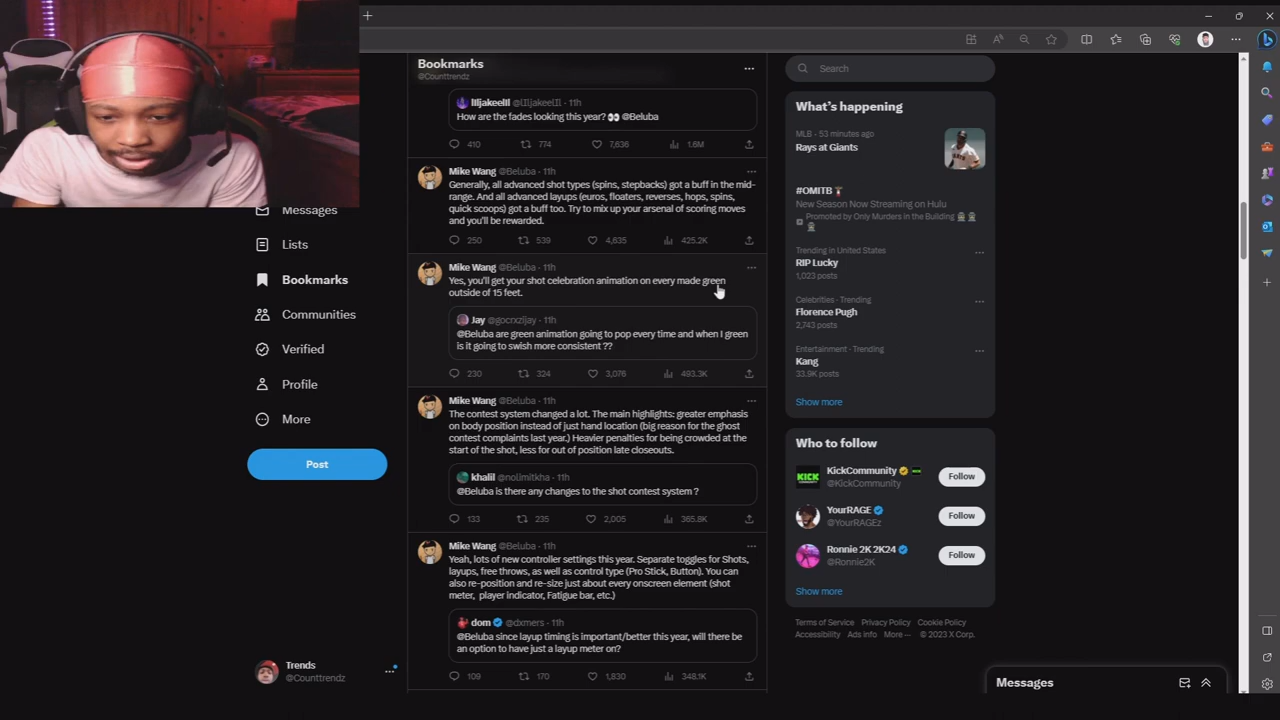 Bookmarks
@Counttrendz
lIljakeelIl @lIljakeelIl · 11h
How are the fades looking this year? 👀 @Beluba
410 774 7,636 1.6M
Mike Wang @Beluba · 11h
Generally, all advanced shot types (spins, stepbacks) got a buff in the mid-
range. And all advanced layups (euros, floaters, reverses, hops, spins,
quick scoops) got a buff too. Try to mix up your arsenal of scoring moves
and you'll be rewarded.
250 539 4,635 425.2K
Mike Wang @Beluba · 11h
Yes, you'll get your shot celebration animation on every made green
outside of 15 feet.
Jay @gocnxzljay · 11h
@Beluba are green animation going to pop every time and when I green
is it going to swish more consistent ??
230 324 3,076 493.3K
Mike Wang @Beluba · 11h
The contest system changed a lot. The main highlights: greater emphasis
on body position instead of just hand location (big reason for the ghost
contest complaints last year.) Heavier penalties for being crowded at the
start of the shot, less for out of position late closeouts.
khalil @nolimitkha · 11h
@Beluba is there any changes to the shot contest system ?
133 235 2,005 365.8K
Mike Wang @Beluba · 11h
Yeah, lots of new controller settings this year. Separate toggles for Shots,
layups, free throws, as well as control type (Pro Stick, Button). You can
also re-position and re-size just about every onscreen element (shot
meter, player indicator, Fatigue bar, etc.)
dom @dxmers · 11h
@Beluba since layup timing is important/better this year, will there be
an option to have just a layup meter on?
109 170 1,830 348.1K
Messages
Lists
Bookmarks
Communities
Verified
Profile
More
Post
Trends
@Counttrendz
Search
What's happening
MLB · 53 minutes ago
Rays at Giants
#OMITB
New Season Now Streaming on Hulu
Promoted by Only Murders in the Building
Trending in United States
RIP Lucky
1,023 posts
Celebrities · Trending
Florence Pugh
2,743 posts
Entertainment · Trending
Kang
33.9K posts
Show more
Who to follow
KickCommunity
@KickCommunity
Follow
YourRAGE
@YourRAGEz
Follow
Ronnie 2K 2K24
@Ronnie2K
Follow
Show more
Terms of Service Privacy Policy Cookie Policy
Accessibility Ads info More ··· © 2023 X Corp.
Messages